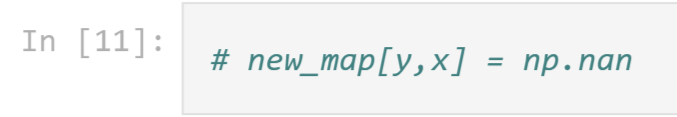 In [11]:
# new_map[y,x] = np.nan